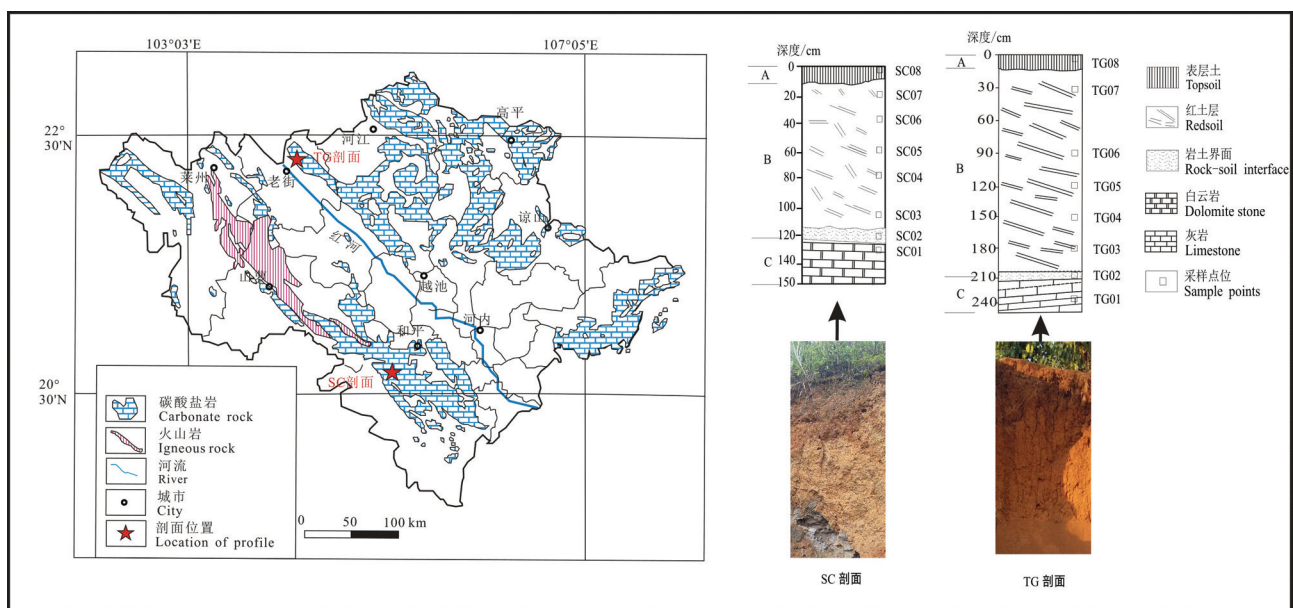 103°03'E
107°05'E
22°
30'N
20°
30'N
高平
河江
TG剖面
莱州
老街
谅山
红河
越池
和平
河内
SC剖面
碳酸盐岩
Carbonate rock
火山岩
Igneous rock
河流
River
城市
City
剖面位置
Location of profile
0 50 100 km
深度/cm
0
20
40
60
80
100
120
140
150
A
B
C
SC08
SC07
SC06
SC05
SC04
SC03
SC02
SC01
SC 剖面
深度/cm
0
30
60
90
120
150
180
210
240
A
B
C
TG08
TG07
TG06
TG05
TG04
TG03
TG02
TG01
TG 剖面
表层土
Topsoil
红土层
Redsoil
岩土界面
Rock-soil interface
白云岩
Dolomite stone
灰岩
Limestone
采样点位
Sample points